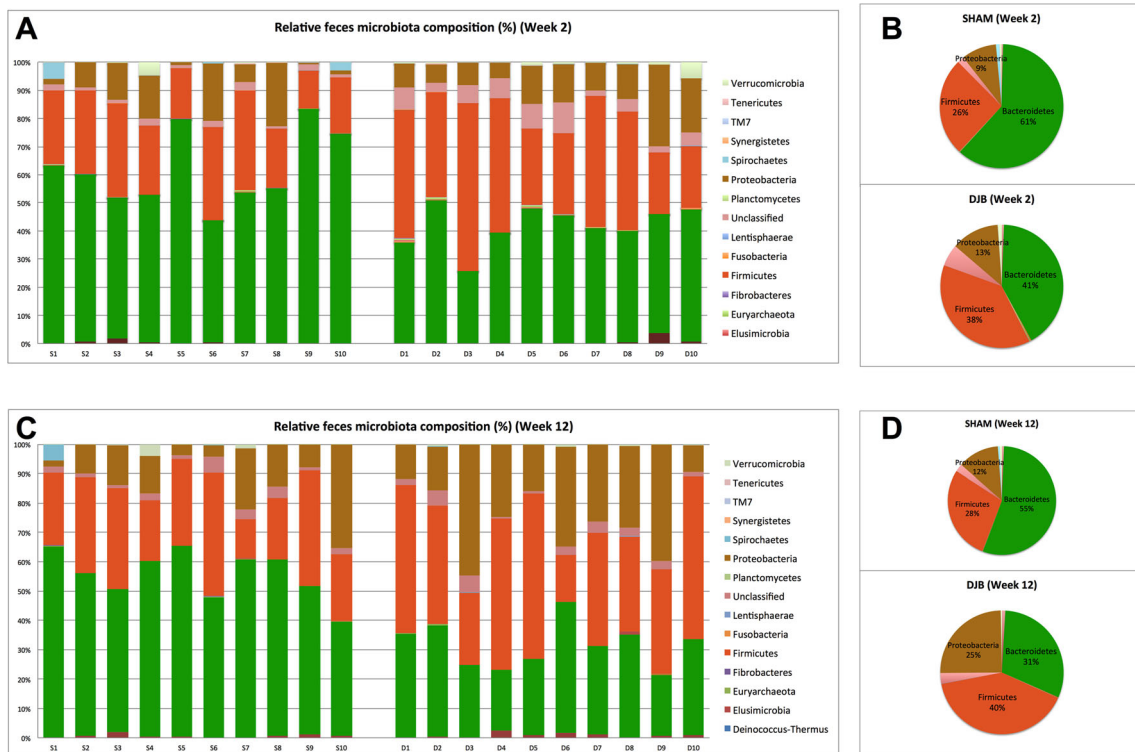 A
Relative feces microbiota composition (%) (Week 2)
100%
90%
80%
70%
60%
50%
40%
30%
20%
10%
0%
S1 S2 S3 S4 S5 S6 S7 S8 S9 S10 D1 D2 D3 D4 D5 D6 D7 D8 D9 D10
Verrucomicrobia
Tenericutes
TM7
Synergistetes
Spirochaetes
Proteobacteria
Planctomycetes
Unclassified
Lentisphaerae
Fusobacteria
Firmicutes
Fibrobacteres
Euryarchaeota
Elusimicrobia
B
SHAM (Week 2)
Proteobacteria
9%
Firmicutes
26%
Bacteroidetes
61%
DJB (Week 2)
Proteobacteria
13%
Bacteroidetes
41%
Firmicutes
38%
C
Relative feces microbiota composition (%) (Week 12)
100%
90%
80%
70%
60%
50%
40%
30%
20%
10%
0%
S1 S2 S3 S4 S5 S6 S7 S8 S9 S10 D1 D2 D3 D4 D5 D6 D7 D8 D9 D10
Verrucomicrobia
Tenericutes
TM7
Synergistetes
Spirochaetes
Proteobacteria
Planctomycetes
Unclassified
Lentisphaerae
Fusobacteria
Firmicutes
Fibrobacteres
Euryarchaeota
Elusimicrobia
Deinococcus-Thermus
D
SHAM (Week 12)
Proteobacteria
12%
Firmicutes
28%
Bacteroidetes
55%
DJB (Week 12)
Proteobacteria
25%
Bacteroidetes
31%
Firmicutes
40%